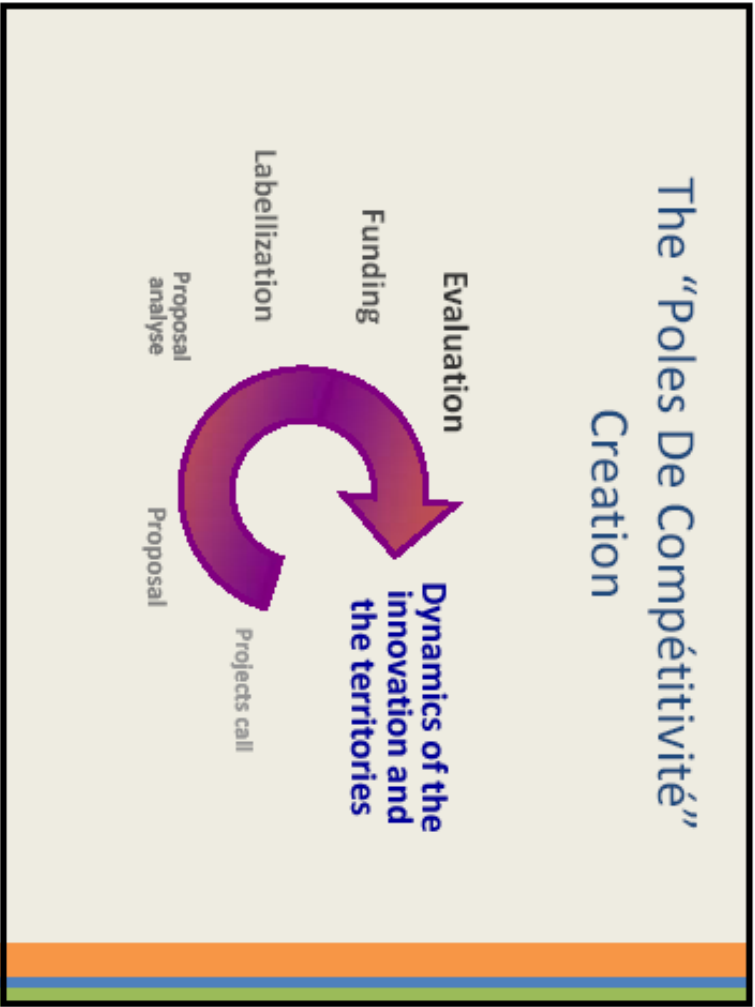 The “Poles De Compétitivité”
Creation
Evaluation
Dynamics of the
innovation and
the territories
Funding
Labellization
Projects call
Proposal
analyse
Proposal